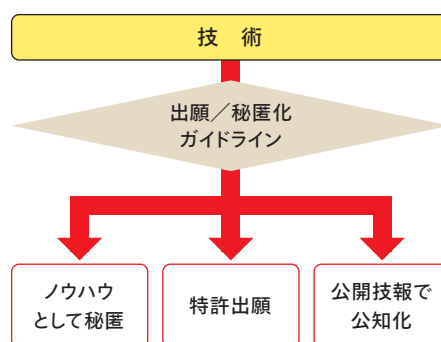 技 術
出願／秘匿化
ガイドライン
ノウハウ
として秘匿
特許出願
公開技報で
公知化